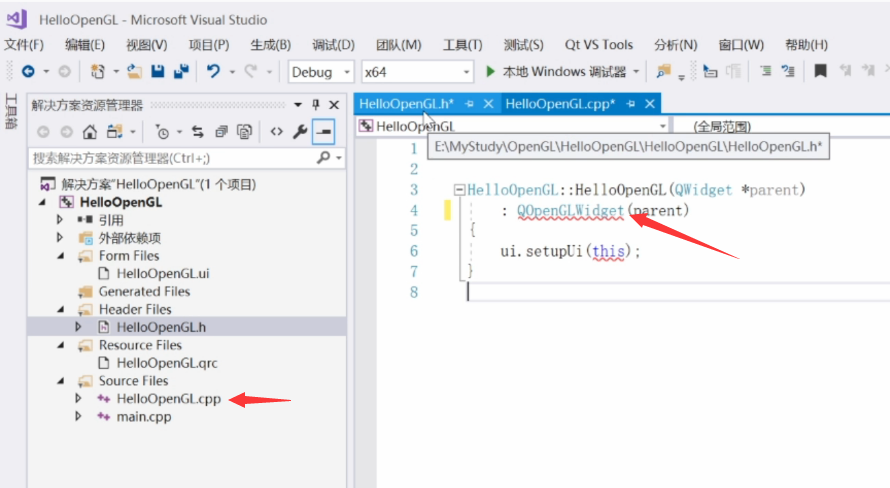 HelloOpenGL - Microsoft Visual Studio
文件(F) 编辑(E) 视图(V) 项目(P) 生成(B) 调试(D) 团队(M) 工具(T) 测试(S) Qt VS Tools 分析(N) 窗口(W) 帮助(H)
Debug x64 本地 Windows 调试器
工具箱
解决方案资源管理器
搜索解决方案资源管理器(Ctrl+;)
解决方案"HelloOpenGL"(1 个项目)
HelloOpenGL
引用
外部依赖项
Form Files
HelloOpenGL.ui
Generated Files
Header Files
HelloOpenGL.h
Resource Files
HelloOpenGL.qrc
Source Files
HelloOpenGL.cpp
main.cpp
HelloOpenGL.h* HelloOpenGL.cpp*
HelloOpenGL (全局范围)
E:\MyStudy\OpenGL\HelloOpenGL\HelloOpenGL\HelloOpenGL.h*
1
2
3 HelloOpenGL::HelloOpenGL(QWidget *parent)
4 : QOpenGLWidget(parent)
5 {
6 ui.setupUi(this);
7 }
8